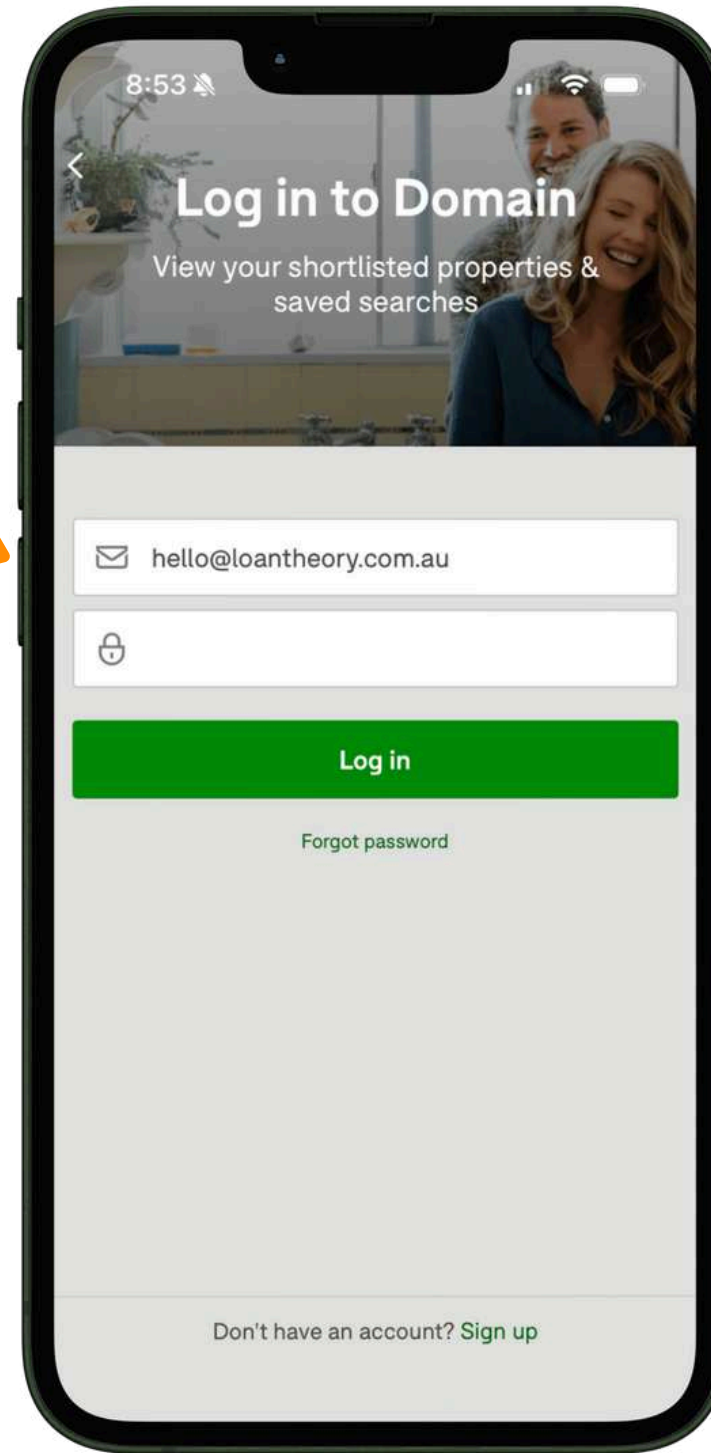 8:53
Log in to Domain
View your shortlisted properties &
saved searches
hello@loantheory.com.au
Log in
Forgot password
Don't have an account? Sign up